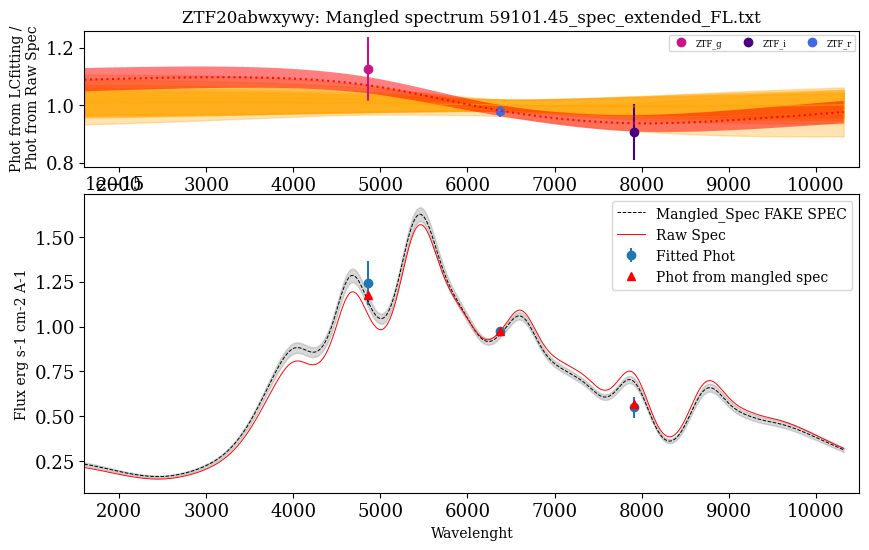 ZTF20abwxywy: Mangled spectrum 59101.45_spec_extended_FL.txt
Phot from LCfitting /
Phot from Raw Spec
1.2
1.0
0.8
ZTF_g
ZTF_i
ZTF_r
2000 3000 4000 5000 6000 7000 8000 9000 10000
1e−15
Flux erg s-1 cm-2 A-1
1.50
1.25
1.00
0.75
0.50
0.25
Mangled_Spec FAKE SPEC
Raw Spec
Fitted Phot
Phot from mangled spec
2000 3000 4000 5000 6000 7000 8000 9000 10000
Wavelenght